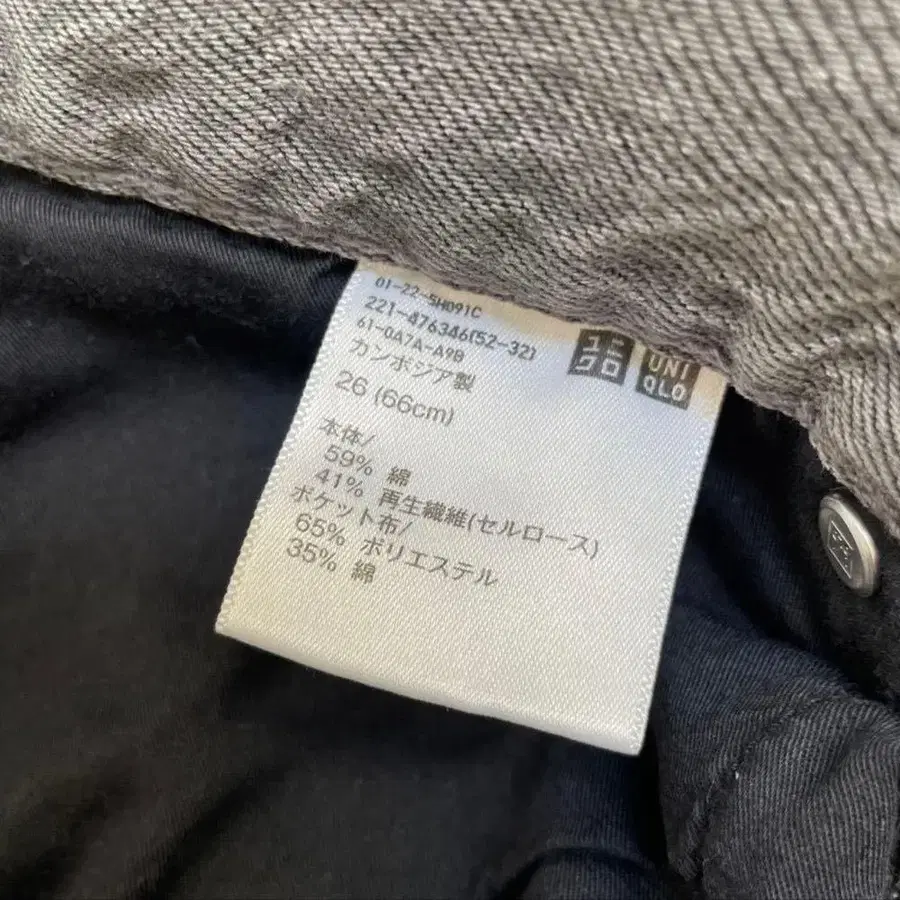 01-22-5H091C
221-476346(52-32)
61-0A7A-A9B
カンボジア製
ユニ
クロ
UNI
QLO
26 (66cm)
本体/
59% 綿
41% 再生繊維(セルロース)
ポケット布/
65% ポリエステル
35% 綿